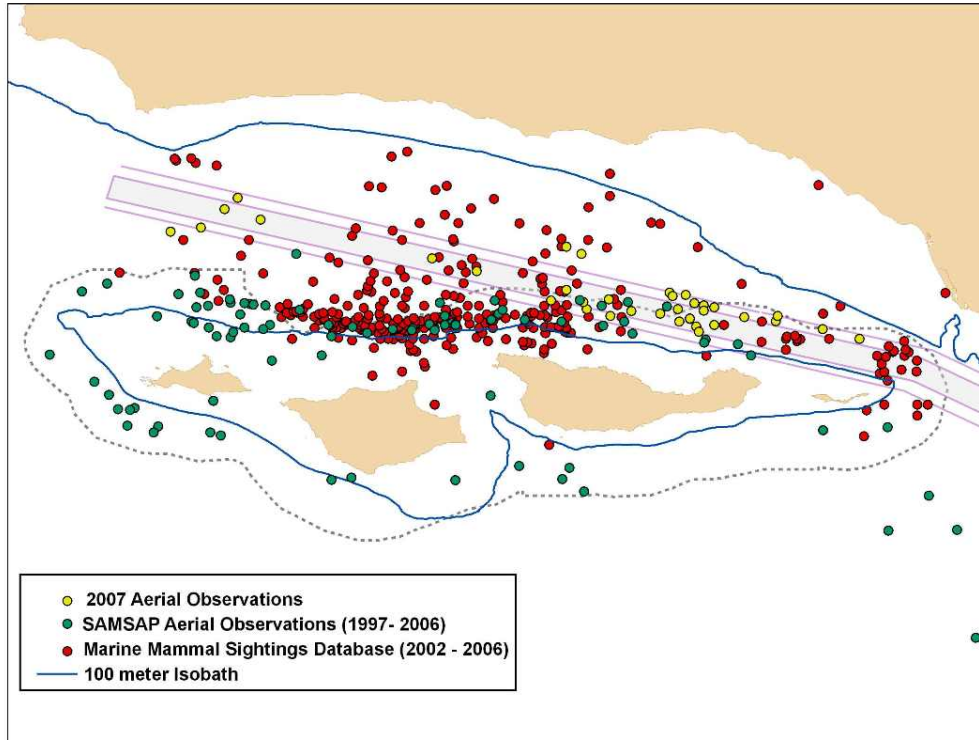 2007 Aerial Observations
SAMSAP Aerial Observations (1997- 2006)
Marine Mammal Sightings Database (2002 - 2006)
100 meter Isobath